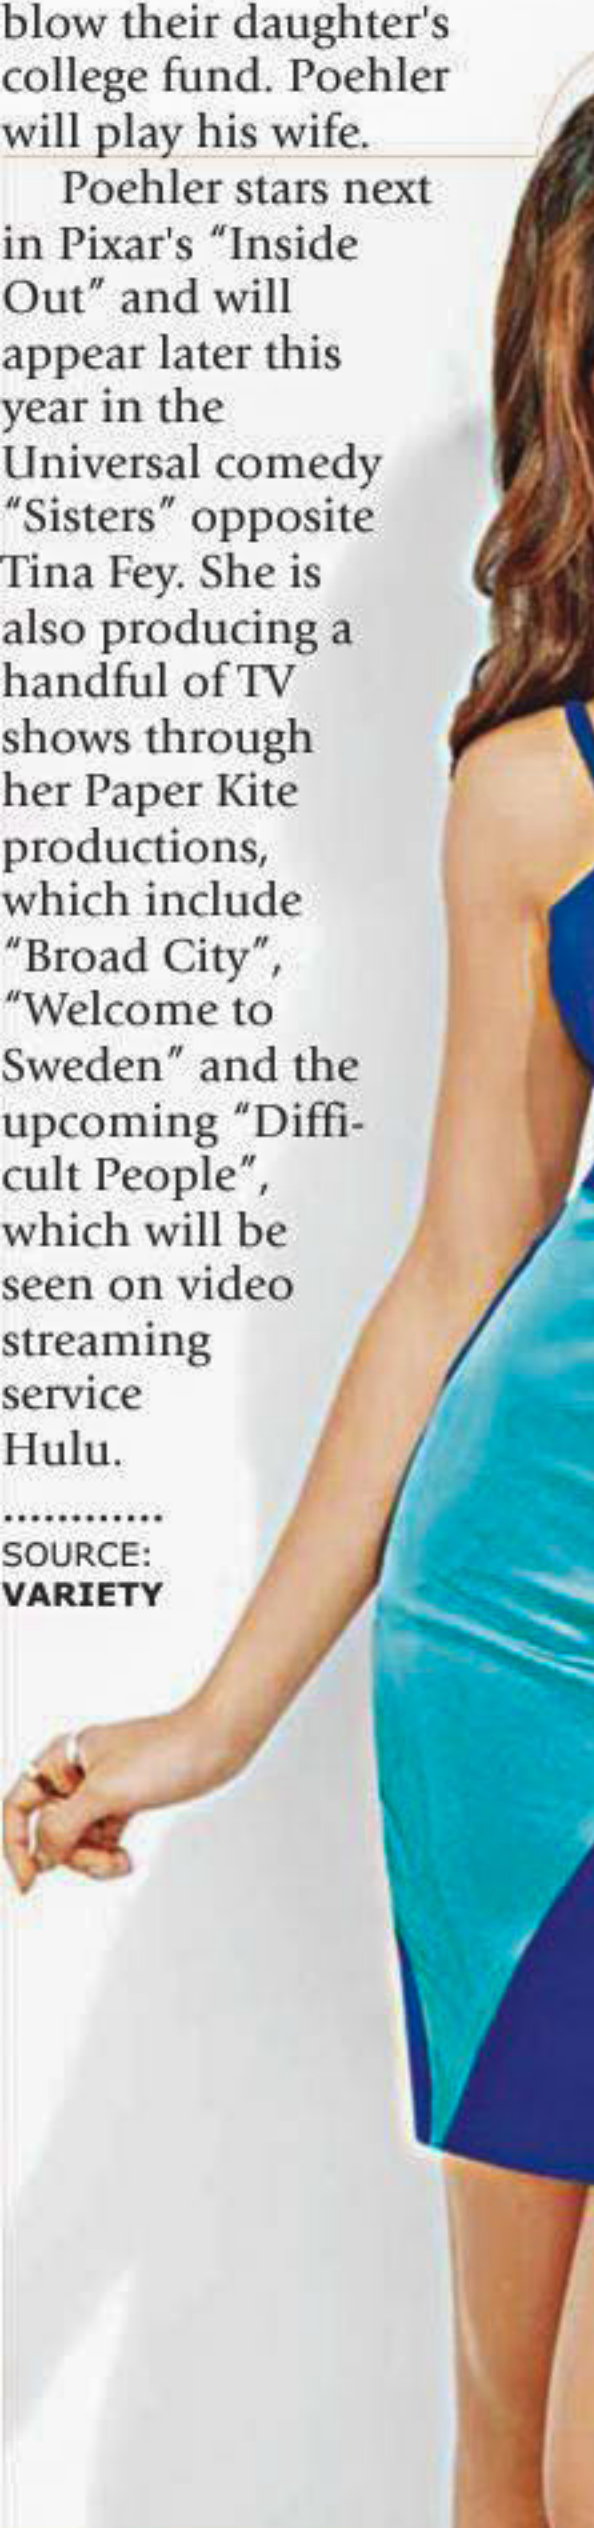 blow their daughter's
college fund. Poehler
will play his wife.
Poehler stars next
in Pixar's “Inside
Out” and will
appear later this
year in the
Universal comedy
“Sisters” opposite
Tina Fey. She is
also producing a
handful of TV
shows through
her Paper Kite
productions,
which include
“Broad City”,
“Welcome to
Sweden” and the
upcoming “Diffi-
cult People”,
which will be
seen on video
streaming
service
Hulu.
............
SOURCE:
VARIETY